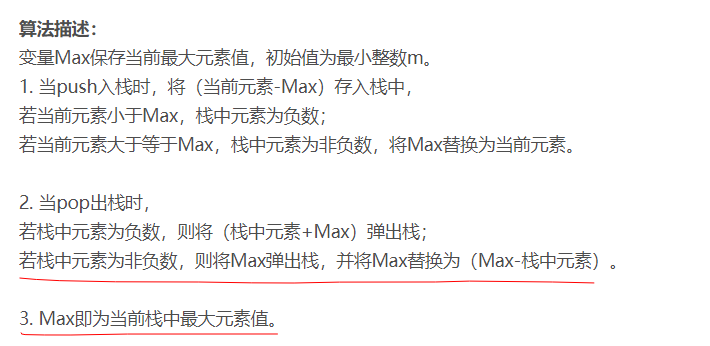 算法描述：
变量Max保存当前最大元素值，初始值为最小整数m。
1. 当push入栈时，将（当前元素-Max）存入栈中，
若当前元素小于Max，栈中元素为负数；
若当前元素大于等于Max，栈中元素为非负数，将Max替换为当前元素。
2. 当pop出栈时，
若栈中元素为负数，则将（栈中元素+Max）弹出栈；
若栈中元素为非负数，则将Max弹出栈，并将Max替换为（Max-栈中元素）。
3. Max即为当前栈中最大元素值。